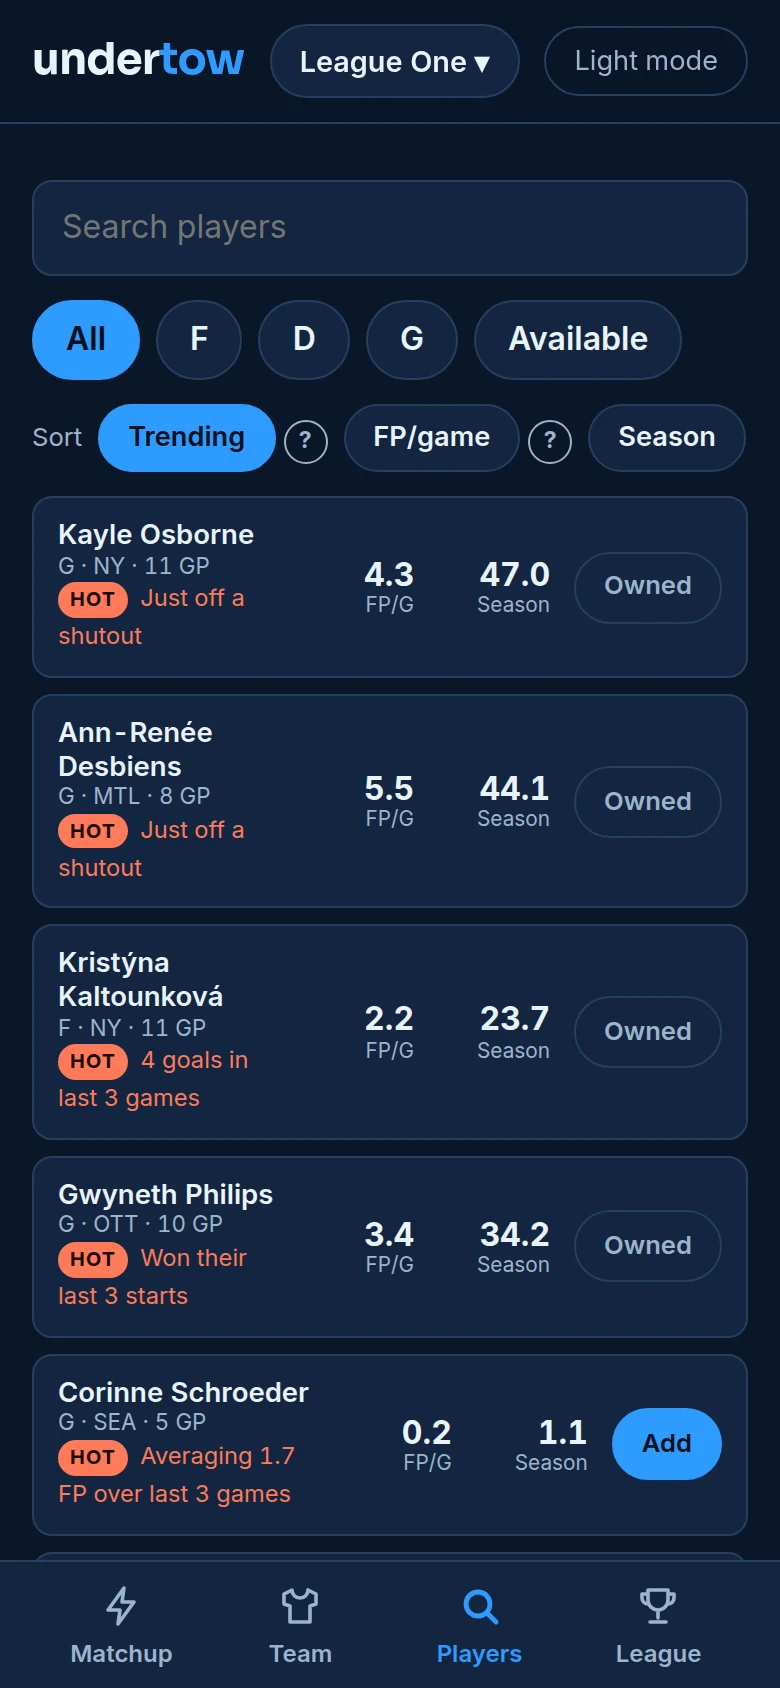 undertow League One ▾ Light mode
Search players
All F D G Available
Sort Trending ? FP/game ? Season
Kayle Osborne
G · NY · 11 GP
HOT Just off a
shutout
4.3 47.0 Owned
FP/G Season
Ann-Renée
Desbiens
G · MTL · 8 GP
HOT Just off a
shutout
5.5 44.1 Owned
FP/G Season
Kristýna
Kaltounková
F · NY · 11 GP
HOT 4 goals in
last 3 games
2.2 23.7 Owned
FP/G Season
Gwyneth Philips
G · OTT · 10 GP
HOT Won their
last 3 starts
3.4 34.2 Owned
FP/G Season
Corinne Schroeder
G · SEA · 5 GP
HOT Averaging 1.7
FP over last 3 games
0.2 1.1 Add
FP/G Season
Matchup Team Players League